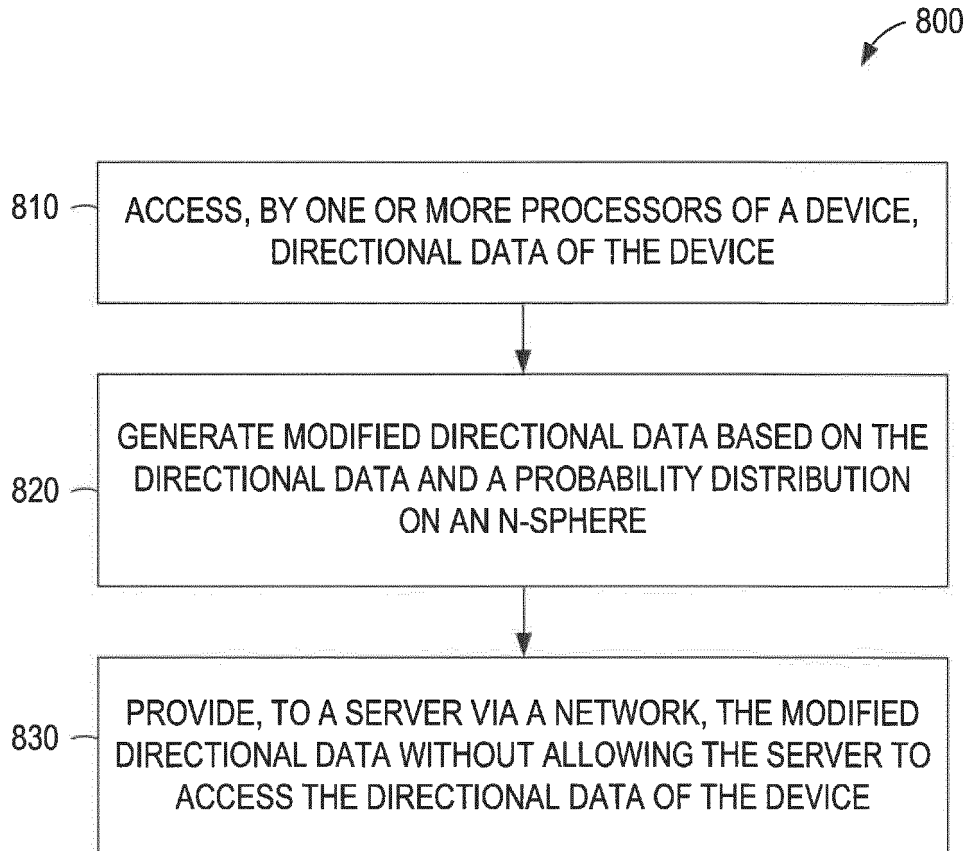 800
810
ACCESS, BY ONE OR MORE PROCESSORS OF A DEVICE,
DIRECTIONAL DATA OF THE DEVICE
820
GENERATE MODIFIED DIRECTIONAL DATA BASED ON THE
DIRECTIONAL DATA AND A PROBABILITY DISTRIBUTION
ON AN N-SPHERE
830
PROVIDE, TO A SERVER VIA A NETWORK, THE MODIFIED
DIRECTIONAL DATA WITHOUT ALLOWING THE SERVER TO
ACCESS THE DIRECTIONAL DATA OF THE DEVICE